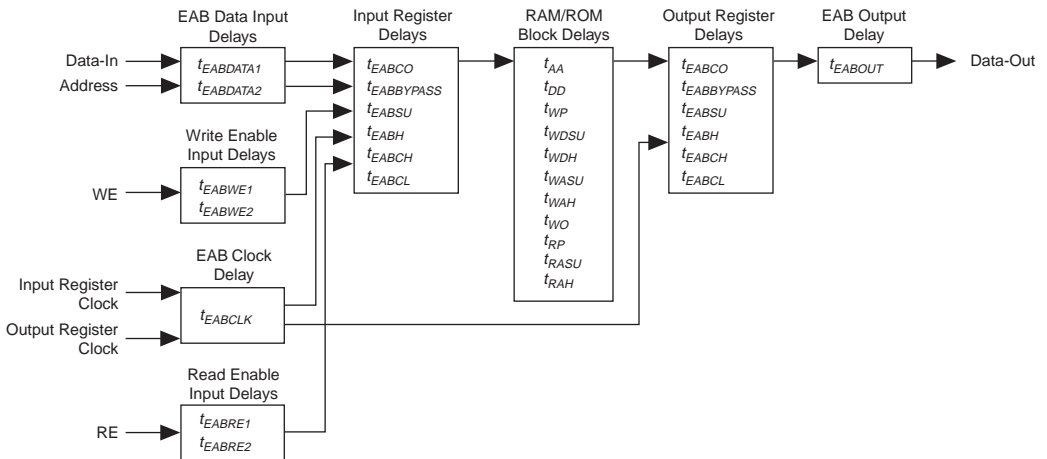 EAB Data Input
Delays
Data-In
Address
tEABDATA1
tEABDATA2
Write Enable
Input Delays
WE
tEABWE1
tEABWE2
EAB Clock
Delay
Input Register
Clock
Output Register
Clock
tEABCLK
Read Enable
Input Delays
RE
tEABRE1
tEABRE2
Input Register
Delays
tEABCO
tEABBYPASS
tEABSU
tEABH
tEABCH
tEABCL
RAM/ROM
Block Delays
tAA
tDD
tWP
tWDSU
tWDH
tWASU
tWAH
tWO
tRP
tRASU
tRAH
Output Register
Delays
tEABCO
tEABBYPASS
tEABSU
tEABH
tEABCH
tEABCL
EAB Output
Delay
tEABOUT
Data-Out